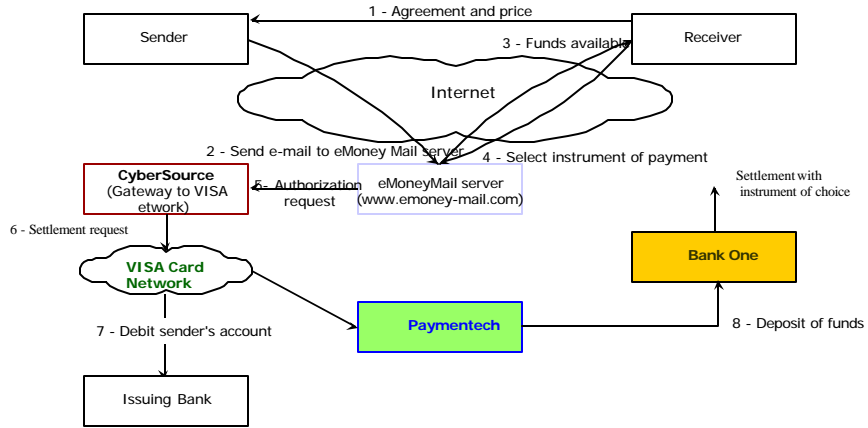 1 - Agreement and price
Sender
Receiver
3 - Funds available
Internet
2 - Send e-mail to eMoney Mail server
4 - Select instrument of payment
CyberSource
(Gateway to VISA
etwork)
5- Authorization
request
eMoneyMail server
(www.emoney-mail.com)
Settlement with
instrument of choice
6 - Settlement request
VISA Card
Network
Bank One
Paymentech
7 - Debit sender's account
8 - Deposit of funds
Issuing Bank